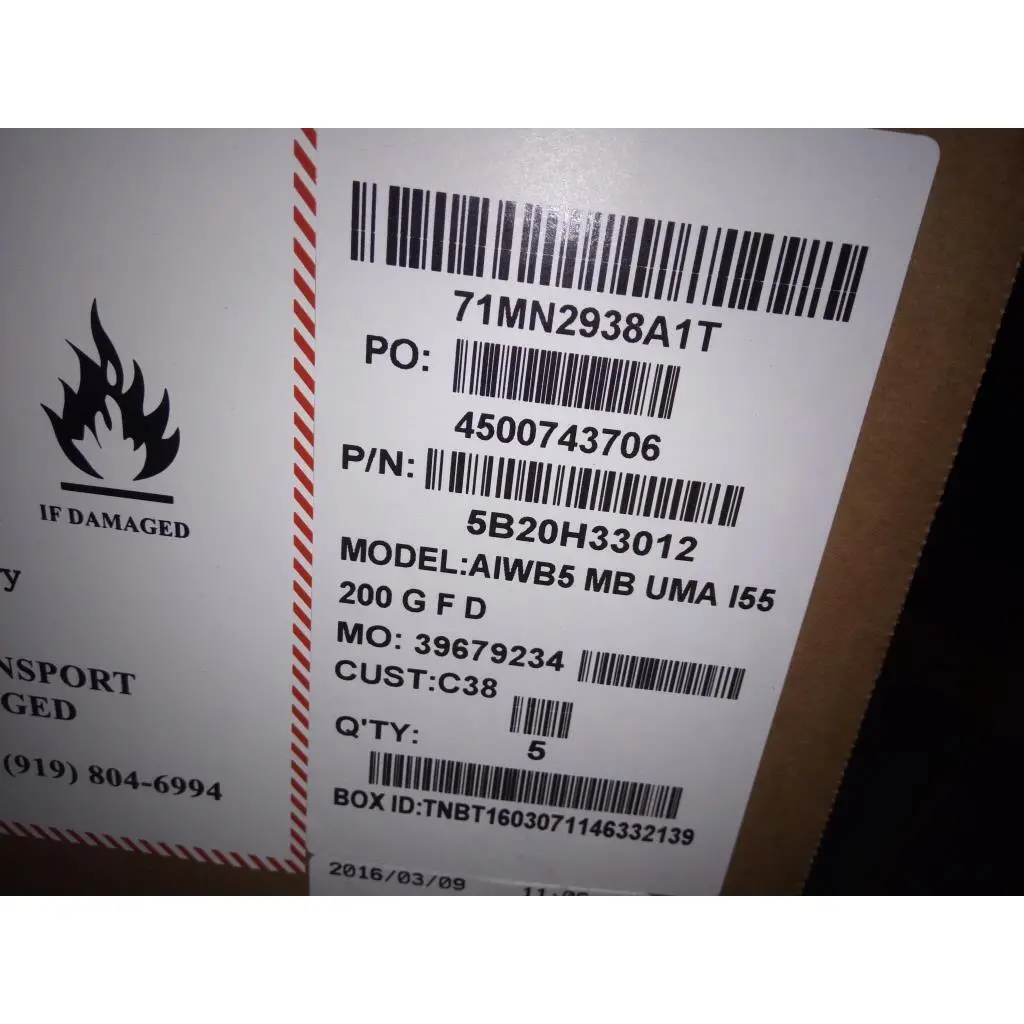 IF DAMAGED
GED
(919) 804-6994
71MN2938A1T
PO:
4500743706
P/N:
5B20H33012
MODEL:AIWB5 MB UMA I55
200 G F D
MO: 39679234
CUST:C38
Q'TY:
5
BOX ID:TNBT1603071146332139
2016/03/09